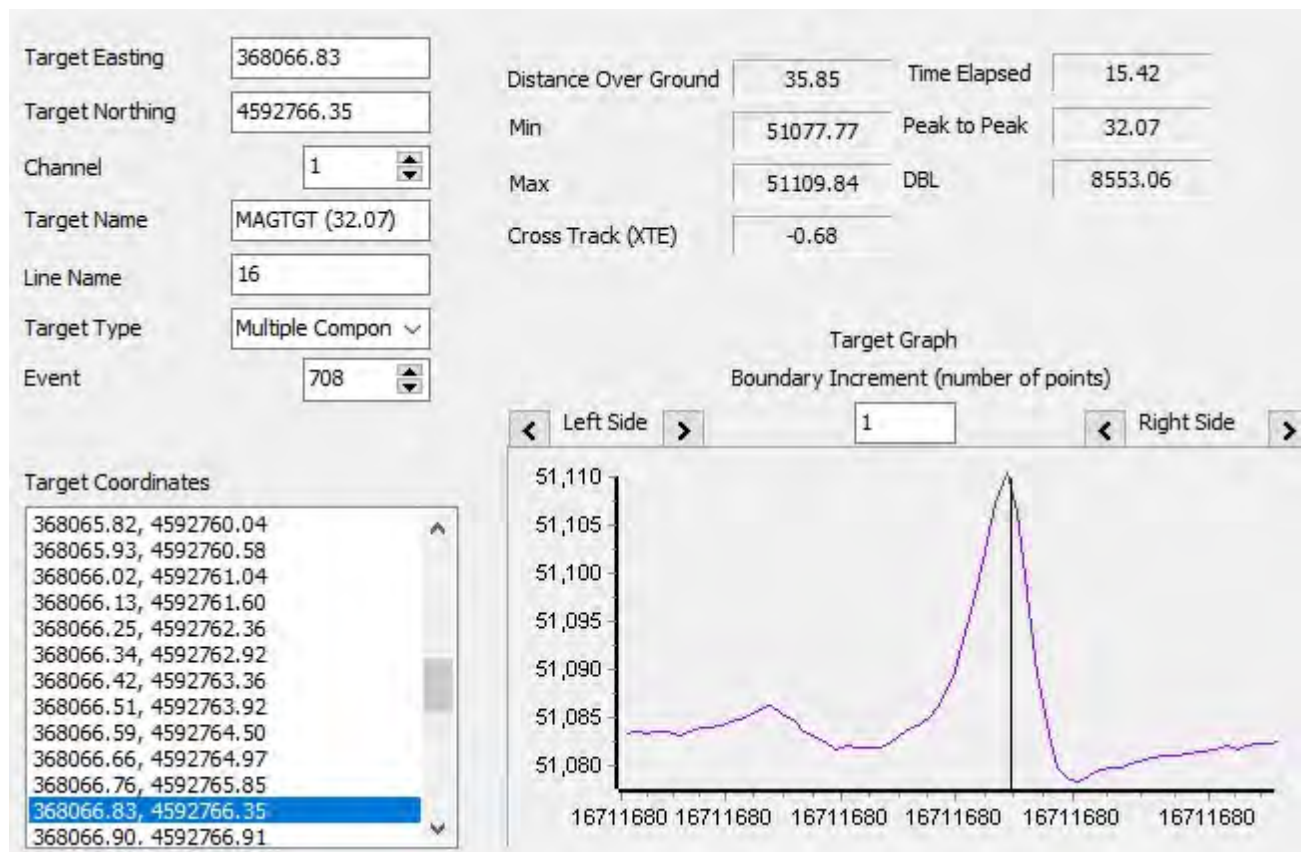 Target Easting 368066.83
Target Northing 4592766.35
Channel 1
Target Name MAGTGT (32.07)
Line Name 16
Target Type Multiple Compon
Event 708
Distance Over Ground 35.85 Time Elapsed 15.42
Min 51077.77 Peak to Peak 32.07
Max 51109.84 DBL 8553.06
Cross Track (XTE) -0.68
Target Coordinates
368065.82, 4592760.04
368065.93, 4592760.58
368066.02, 4592761.04
368066.13, 4592761.60
368066.25, 4592762.36
368066.34, 4592762.92
368066.42, 4592763.36
368066.51, 4592763.92
368066.59, 4592764.50
368066.66, 4592764.97
368066.76, 4592765.85
368066.83, 4592766.35
368066.90, 4592766.91
Target Graph
Boundary Increment (number of points)
< Left Side > 1 < Right Side >
51,110
51,105
51,100
51,095
51,090
51,085
51,080
16711680 16711680 16711680 16711680 16711680 16711680